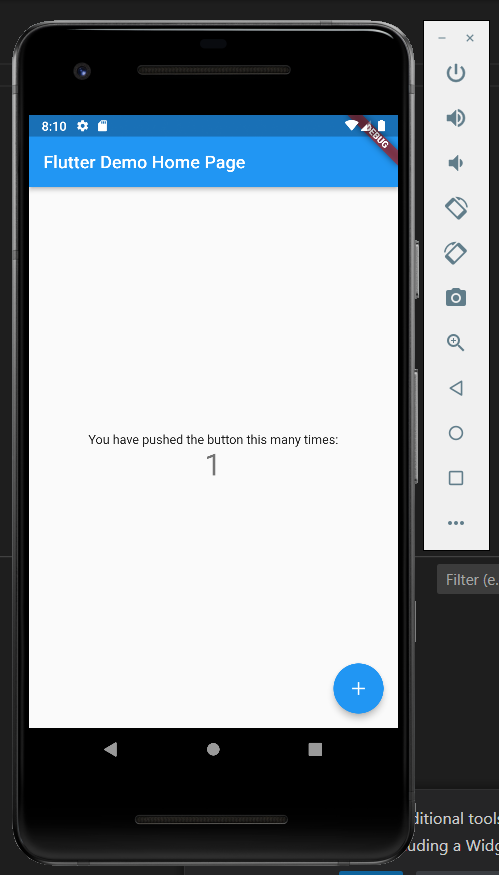 8:10
DEBUG
Flutter Demo Home Page
You have pushed the button this many times:
1
Filter (e.
ditional tools
uding a Widg